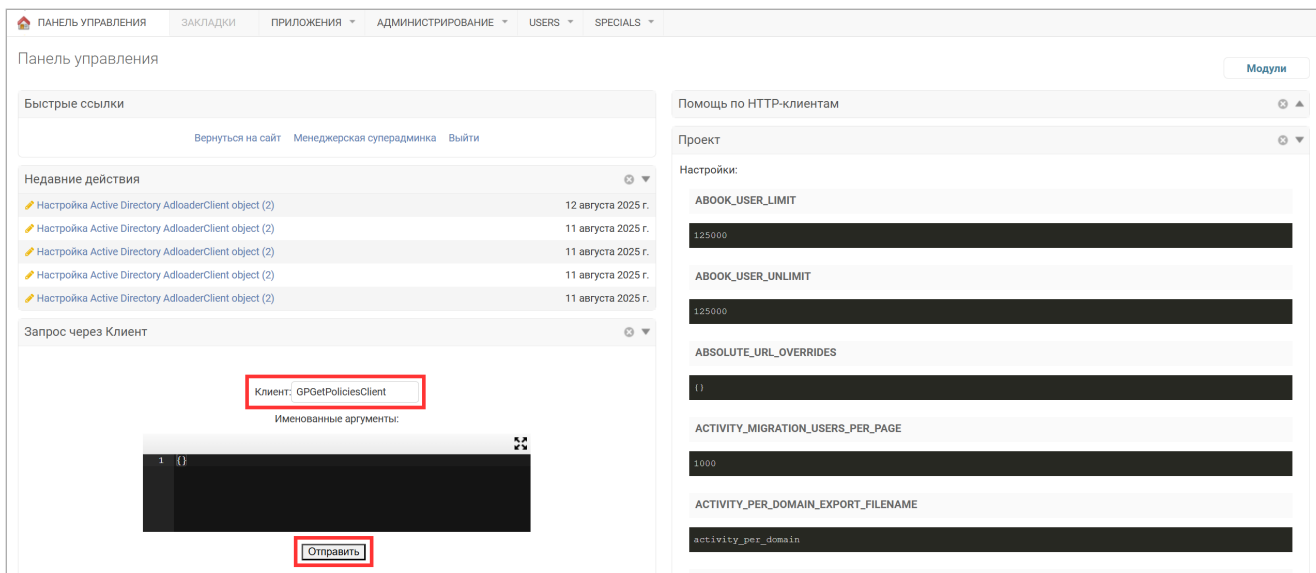 ПАНЕЛЬ УПРАВЛЕНИЯ ЗАКЛАДКИ ПРИЛОЖЕНИЯ АДМИНИСТРИРОВАНИЕ USERS SPECIALS
Панель управления
Модули
Быстрые ссылки
Вернуться на сайт Менеджерская суперадминка Выйти
Недавние действия
Настройка Active Directory AdloaderClient object (2) 12 августа 2025 г.
Настройка Active Directory AdloaderClient object (2) 11 августа 2025 г.
Настройка Active Directory AdloaderClient object (2) 11 августа 2025 г.
Настройка Active Directory AdloaderClient object (2) 11 августа 2025 г.
Настройка Active Directory AdloaderClient object (2) 11 августа 2025 г.
Запрос через Клиент
Клиент: GPGetPoliciesClient
Именованные аргументы:
1 {}
Отправить
Помощь по HTTP-клиентам
Проект
Настройки:
ABOOK_USER_LIMIT
125000
ABOOK_USER_UNLIMIT
125000
ABSOLUTE_URL_OVERRIDES
{}
ACTIVITY_MIGRATION_USERS_PER_PAGE
1000
ACTIVITY_PER_DOMAIN_EXPORT_FILENAME
activity_per_domain